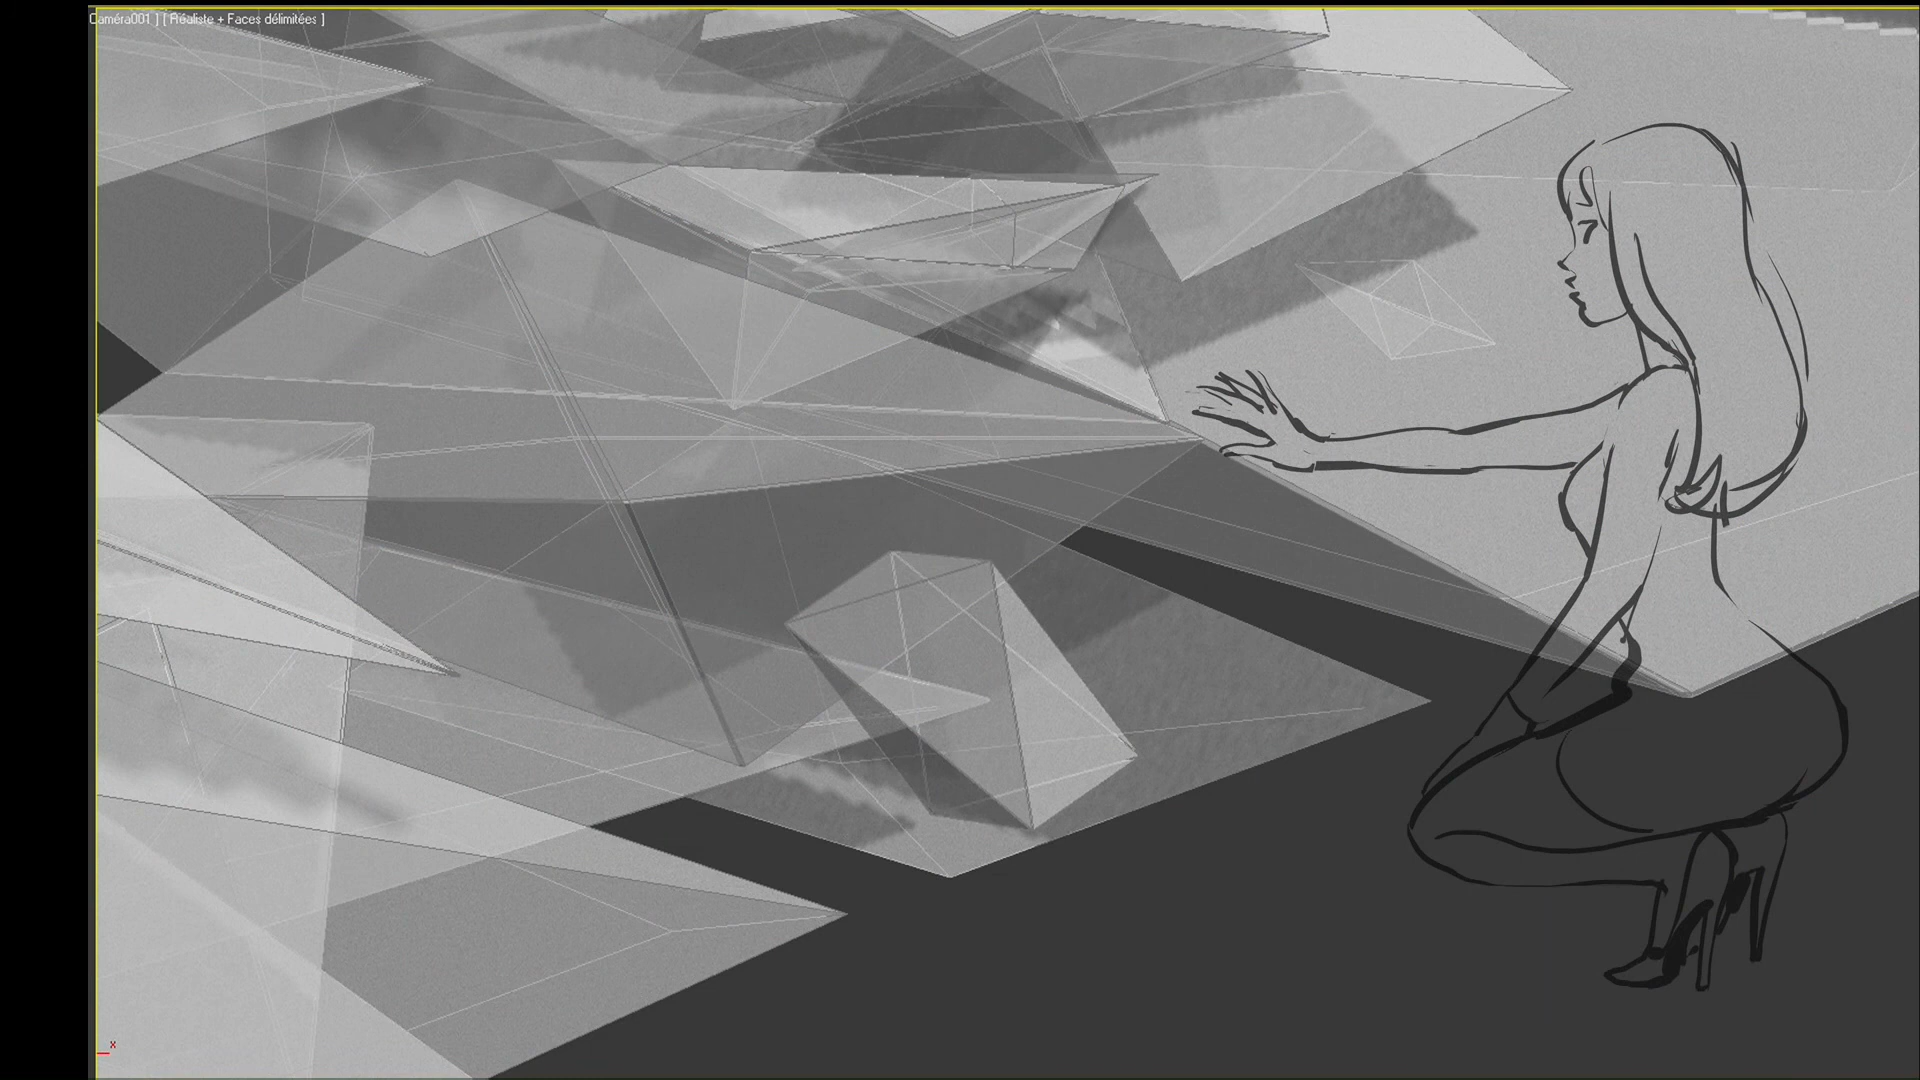 Caméra001 ] [ Réaliste + Faces délimitées ]
x